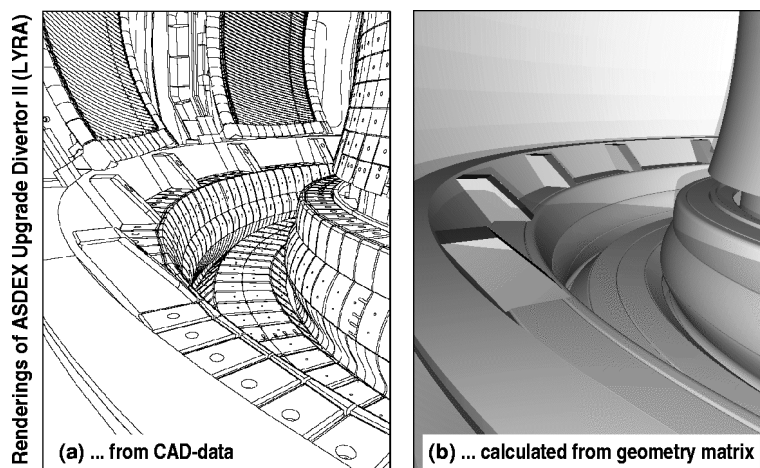 Renderings of ASDEX Upgrade Divertor II (LYRA)
(a) ... from CAD-data
(b) ... calculated from geometry matrix